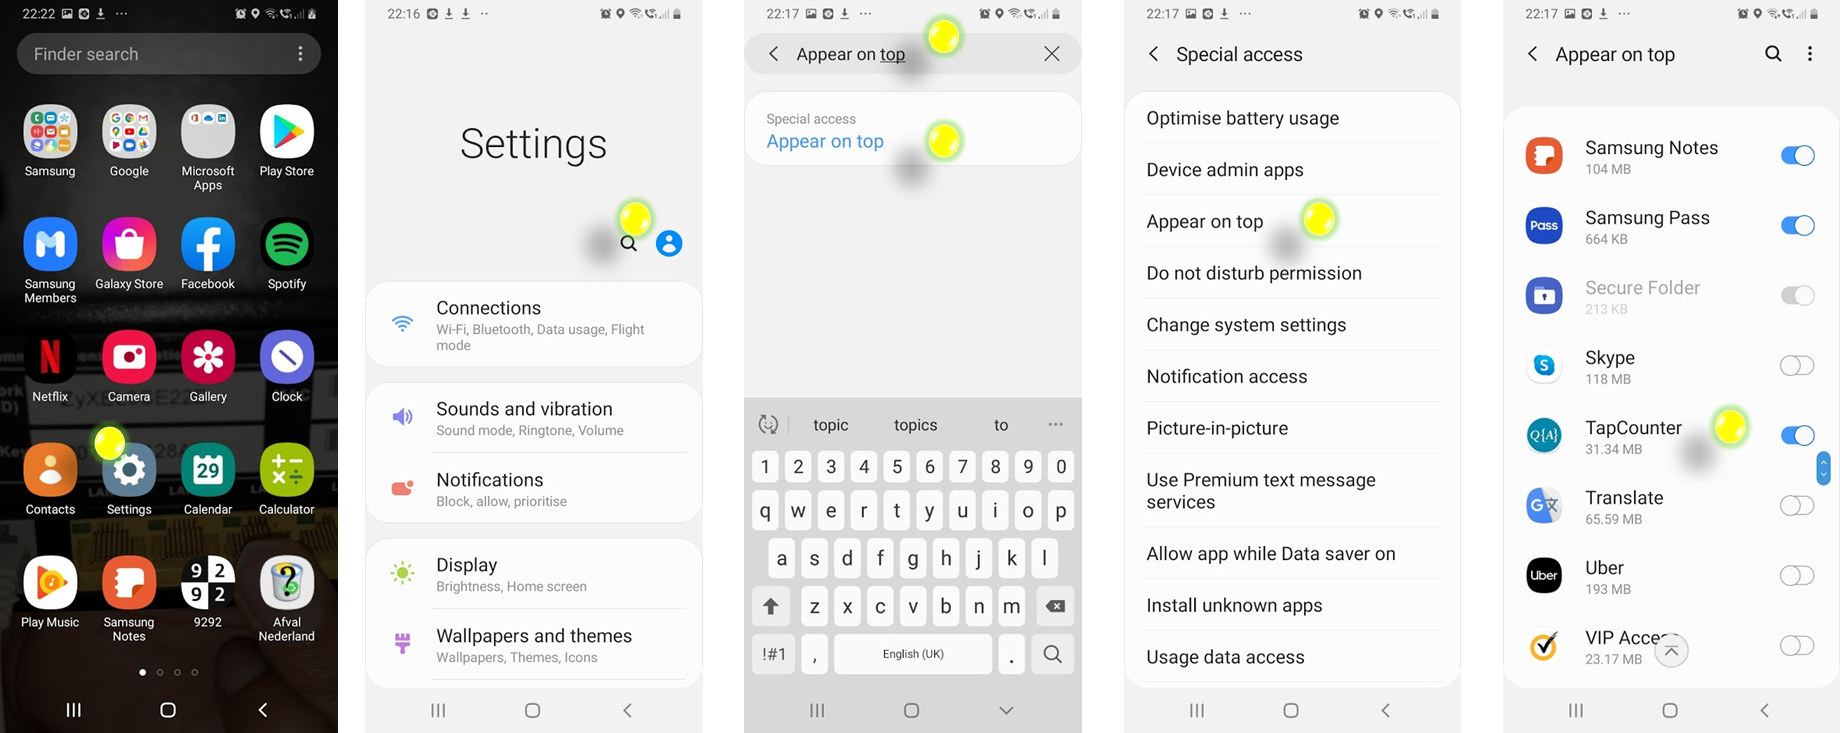 22:22
Finder search
Samsung
Google
Microsoft Apps
Play Store
Samsung Members
Galaxy Store
Facebook
Spotify
Netflix
Camera
Gallery
Clock
Contacts
Settings
29
Calendar
Calculator
Play Music
Samsung Notes
9 2
9 2
9292
?
Afval Nederland
22:16
Settings
Connections
Wi-Fi, Bluetooth, Data usage, Flight
mode
Sounds and vibration
Sound mode, Ringtone, Volume
Notifications
Block, allow, prioritise
Display
Brightness, Home screen
Wallpapers and themes
Wallpapers, Themes, Icons
22:17
Appear on top
Special access
Appear on top
topic topics to
1 2 3 4 5 6 7 8 9 0
q w e r t y u i o p
a s d f g h j k l
z x c v b n m
!#1 , English (UK) .
22:17
Special access
Optimise battery usage
Device admin apps
Appear on top
Do not disturb permission
Change system settings
Notification access
Picture-in-picture
Use Premium text message
services
Allow app while Data saver on
Install unknown apps
Usage data access
22:17
Appear on top
Samsung Notes
104 MB
Pass
Samsung Pass
664 KB
Secure Folder
213 KB
S
Skype
118 MB
Q{A}
TapCounter
31.34 MB
G文
Translate
65.59 MB
Uber
Uber
193 MB
VIP Acce
23.17 MB